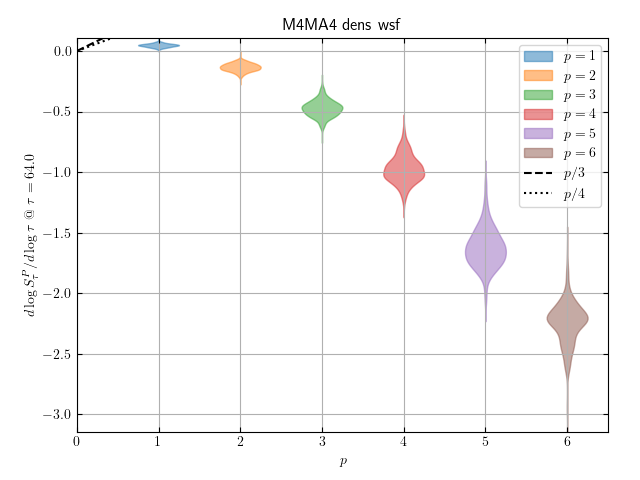 M4MA4 dens wsf
d log S_τ^P / d log τ @ τ = 64.0
0.0
−0.5
−1.0
−1.5
−2.0
−2.5
−3.0
0 1 2 3 4 5 6
p
p = 1
p = 2
p = 3
p = 4
p = 5
p = 6
p/3
p/4